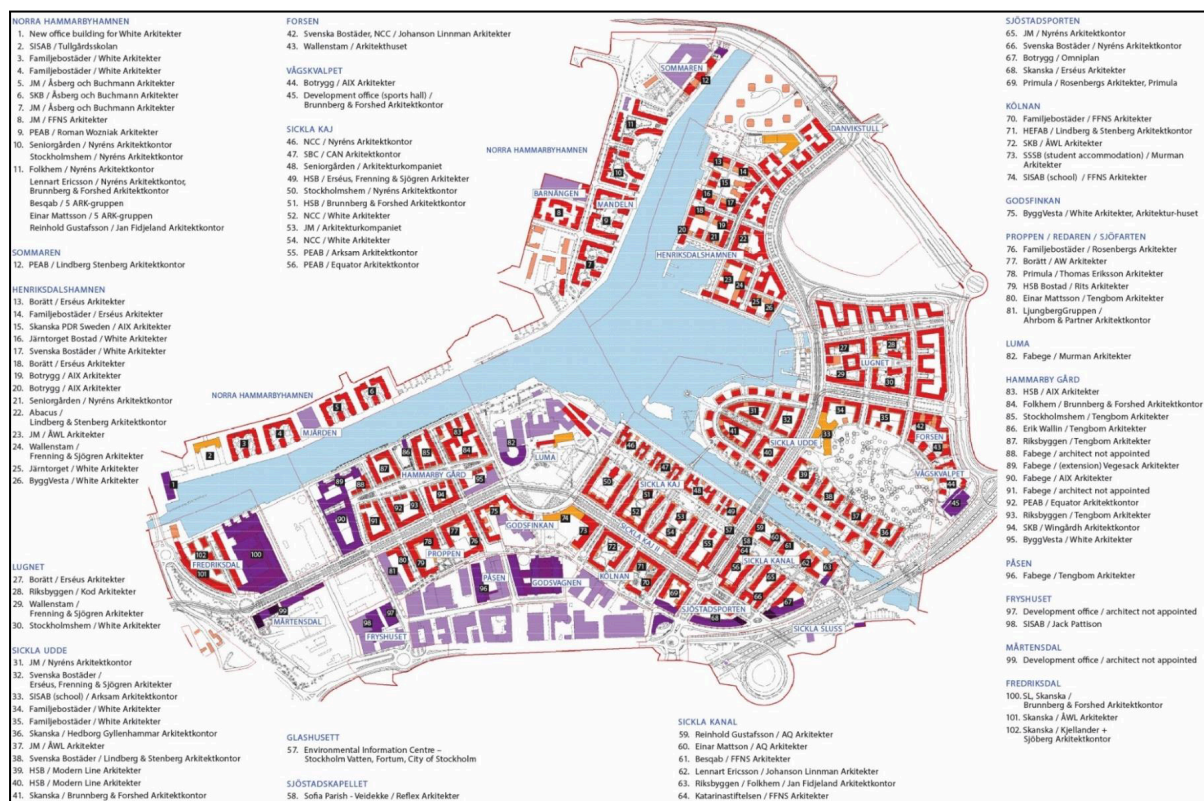 NORRA HAMMARBYHAMNEN
1. New office building for White Arkitekter
2. SISAB / Tullgårdsskolan
3. Familjebostäder / White Arkitekter
4. Familjebostäder / White Arkitekter
5. JM / Åsberg och Buchmann Arkitekter
6. SKB / Åsberg och Buchmann Arkitekter
7. JM / Åsberg och Buchmann Arkitekter
8. JM / FFNS Arkitekter
9. PEAB / Roman Wozniak Arkitekter
10. Seniorgården / Nyréns Arkitektkontor
Stockholmshem / Nyréns Arkitektkontor
11. Folkhem / Nyréns Arkitektkontor
Lennart Ericsson / Nyréns Arkitektkontor,
Brunnberg & Forshed Arkitektkontor
Besqab / 5 ARK-gruppen
Einar Mattsson / 5 ARK-gruppen
Reinhold Gustafsson / Jan Fidjeland Arkitektkontor
SOMMAREN
12. PEAB / Lindberg Stenberg Arkitektkontor
HENRIKSDALSHAMNEN
13. Borätt / Erséus Arkitekter
14. Familjebostäder / Erséus Arkitekter
15. Skanska PDR Sweden / AIX Arkitekter
16. Järntorget Bostad / White Arkitekter
17. Svenska Bostäder / White Arkitekter
18. Borätt / Erséus Arkitekter
19. Botrygg / AIX Arkitekter
20. Botrygg / AIX Arkitekter
21. Seniorgården / Nyréns Arkitektkontor
22. Abacus /
Lindberg & Stenberg Arkitektkontor
23. JM / ÅWL Arkitekter
24. Wallenstam /
Frenning & Sjögren Arkitekter
25. Järntorget / White Arkitekter
26. ByggVesta / White Arkitekter
LUGNET
27. Borätt / Erséus Arkitekter
28. Riksbyggen / Kod Arkitekter
29. Wallenstam /
Frenning & Sjögren Arkitekter
30. Stockholmshem / White Arkitekter
SICKLA UDDE
31. JM / Nyréns Arkitektkontor
32. Svenska Bostäder /
Erséus, Frenning & Sjögren Arkitekter
33. SISAB (school) / Arksam Arkitektkontor
34. Familjebostäder / White Arkitekter
35. Familjebostäder / White Arkitekter
36. Skanska / Hedborg Gyllenhammar Arkitekter
37. JM / ÅWL Arkitekter
38. Svenska Bostäder / Lindberg & Stenberg Arkitektkontor
39. HSB / Modern Line Arkitekter
40. HSB / Modern Line Arkitekter
41. Skanska / Brunnberg & Forshed Arkitektkontor
FORSEN
42. Svenska Bostäder, NCC / Johanson Linnman Arkitekter
43. Wallenstam / Arkitekthuset
VÅGSKVALPET
44. Botrygg / AIX Arkitekter
45. Development office (sports hall) /
Brunnberg & Forshed Arkitektkontor
SICKLA KAJ
46. NCC / Nyréns Arkitektkontor
47. SBC / CAN Arkitektkontor
48. Seniorgården / Arkitekturkompaniet
49. HSB / Erséus, Frenning & Sjögren Arkitekter
50. Stockholmshem / Nyréns Arkitektkontor
51. HSB / Brunnberg & Forshed Arkitektkontor
52. NCC / White Arkitekter
53. JM / Arkitekturkompaniet
54. NCC / White Arkitekter
55. PEAB / Arksam Arkitektkontor
56. PEAB / Equator Arkitektkontor
GLASHUSETT
57. Environmental Information Centre –
Stockholm Vatten, Fortum, City of Stockholm
SJÖSTADSKAPELLET
58. Sofia Parish - Veidekke / Reflex Arkitekter
SICKLA KANAL
59. Reinhold Gustafsson / AQ Arkitekter
60. Einar Mattson / AQ Arkitekter
61. Besqab / FFNS Arkitekter
62. Lennart Ericsson / Johanson Linnman Arkitekter
63. Riksbyggen / Folkhem / Jan Fidjeland Arkitektkontor
64. Katarinastiftelsen / FFNS Arkitekter
SJÖSTADSPORTEN
65. JM / Nyréns Arkitektkontor
66. Svenska Bostäder / Nyréns Arkitektkontor
67. Botrygg / Omniplan
68. Skanska / Erséus Arkitekter
69. Primula / Rosenbergs Arkitekter, Primula
KÖLNAN
70. Familjebostäder / FFNS Arkitekter
71. HEFAB / Lindberg & Stenberg Arkitektkontor
72. SKB / ÅWL Arkitekter
73. SSSB (student accommodation) / Murman
Arkitekter
74. SISAB (school) / FFNS Arkitekter
GODSFINKAN
75. ByggVesta / White Arkitekter, Arkitektur-huset
PROPPEN / REDAREN / SJÖFARTEN
76. Familjebostäder / Rosenbergs Arkitekter
77. Borätt / AW Arkitekter
78. Primula / Thomas Eriksson Arkitekter
79. HSB Bostad / Rits Arkitekter
80. Einar Mattsson / Tengbom Arkitekter
81. LjungbergGruppen /
Ahrbom & Partner Arkitektkontor
LUMA
82. Fabege / Murman Arkitekter
HAMMARBY GÅRD
83. HSB / AIX Arkitekter
84. Folkhem / Brunnberg & Forshed Arkitektkontor
85. Stockholmshem / Tengbom Arkitekter
86. Erik Wallin / Tengbom Arkitekter
87. Riksbyggen / Tengbom Arkitekter
88. Fabege / architect not appointed
89. Fabege / (extension) Vegesack Arkitekter
90. Fabege / AIX Arkitekter
91. Fabege / architect not appointed
92. PEAB / Equator Arkitektkontor
93. Riksbyggen / Tengbom Arkitekter
94. SKB / Wingårdh Arkitektkontor
95. ByggVesta / White Arkitekter
PÅSEN
96. Fabege / Tengbom Arkitekter
FRYSHUSET
97. Development office / architect not appointed
98. SISAB / Jack Pattison
MÅRTENSDAL
99. Development office / architect not appointed
FREDRIKSDAL
100. SL, Skanska /
Brunnberg & Forshed Arkitektkontor
101. Skanska / ÅWL Arkitekter
102. Skanska / Kjellander +
Sjöberg Arkitektkontor
SOMMAREN
DANVIKSTULL
NORRA HAMMARBYHAMNEN
BARNÄNGEN
MANDELN
HENRIKSDALSHAMNEN
LUGNET
NORRA HAMMARBYHAMNEN
MJÄRDEN
SICKLA UDDE
FORSEN
VÅGSKVALPET
LUMA
SICKLA KAJ
HAMMARBY GÅRD
GODSFINKAN
SICKLA KAJ II
PROPPEN
FREDRIKSDAL
PÅSEN
GODSVAGNEN
KÖLNAN
SICKLA KANAL
SJÖSTADSPORTEN
MÅRTENSDAL
FRYSHUSET
SICKLA SLUSS